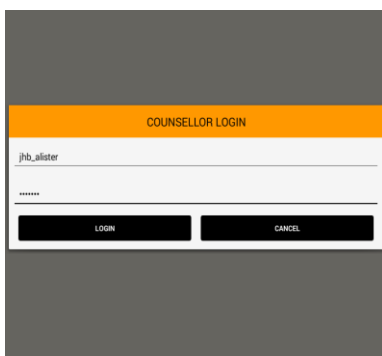 COUNSELLOR LOGIN
jhb_alister
.......
LOGIN CANCEL